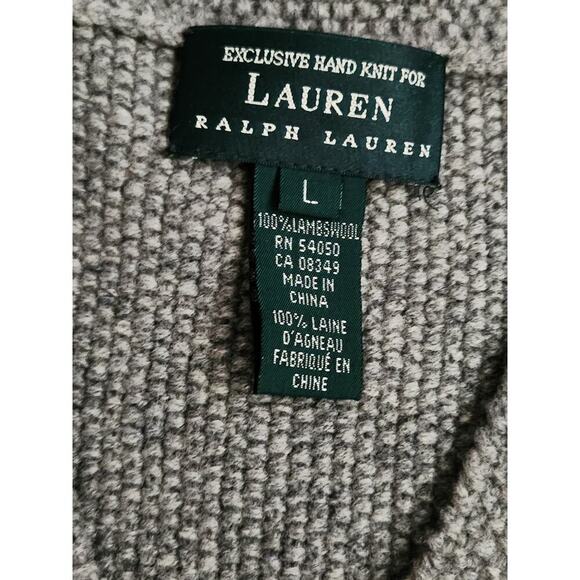 EXCLUSIVE HAND KNIT FOR
LAUREN
RALPH LAUREN
L
100%LAMBSWOOL
RN 54050
CA 08349
MADE IN
CHINA
100% LAINE
D'AGNEAU
FABRIQUÉ EN
CHINE